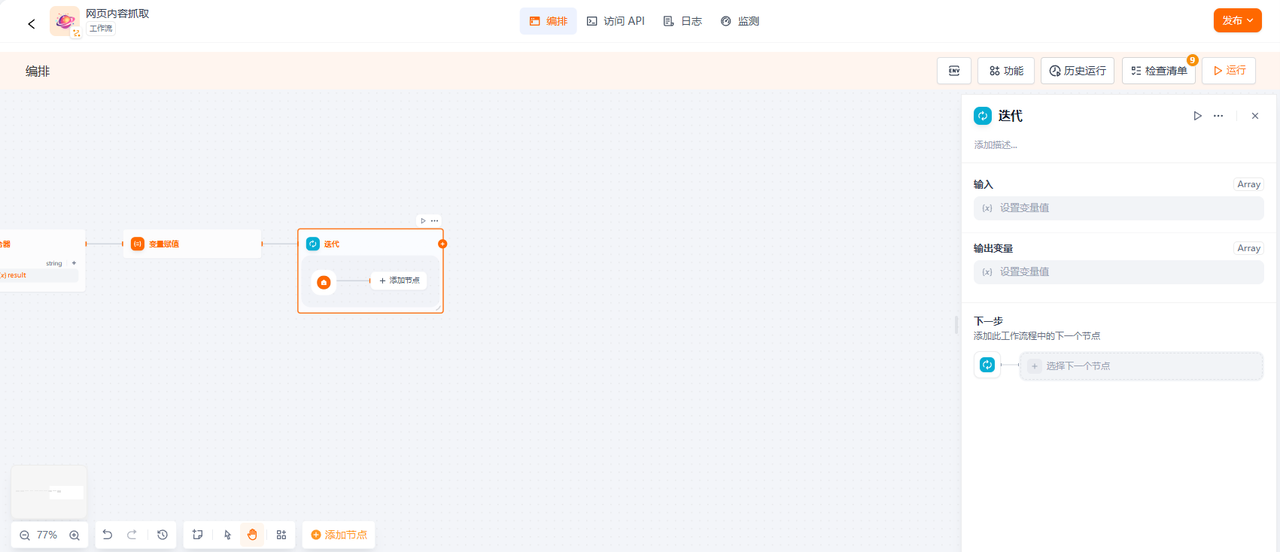 网页内容抓取
工作流
编排
访问 API
日志
监测
发布
编排
ENV
功能
历史运行
检查清单
9
运行
迭代
添加描述...
输入
Array
{x} 设置变量值
输出变量
Array
{x} 设置变量值
下一步
添加此工作流程中的下一个节点
+ 选择下一个节点
合器
string +
{x} result
变量赋值
迭代
+ 添加节点
77%
添加节点